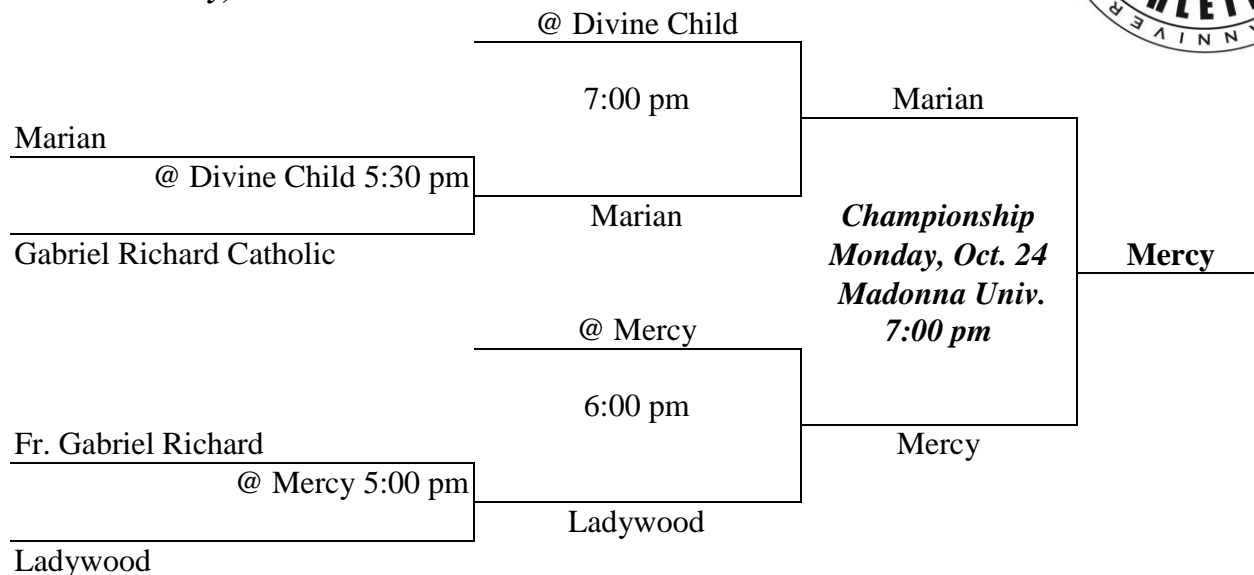 @ Divine Child
7:00 pm
Marian
Marian
@ Divine Child 5:30 pm
Marian
Gabriel Richard Catholic
Championship
Monday, Oct. 24
Madonna Univ.
7:00 pm
Mercy
@ Mercy
6:00 pm
Fr. Gabriel Richard
Mercy
@ Mercy 5:00 pm
Ladywood
Ladywood